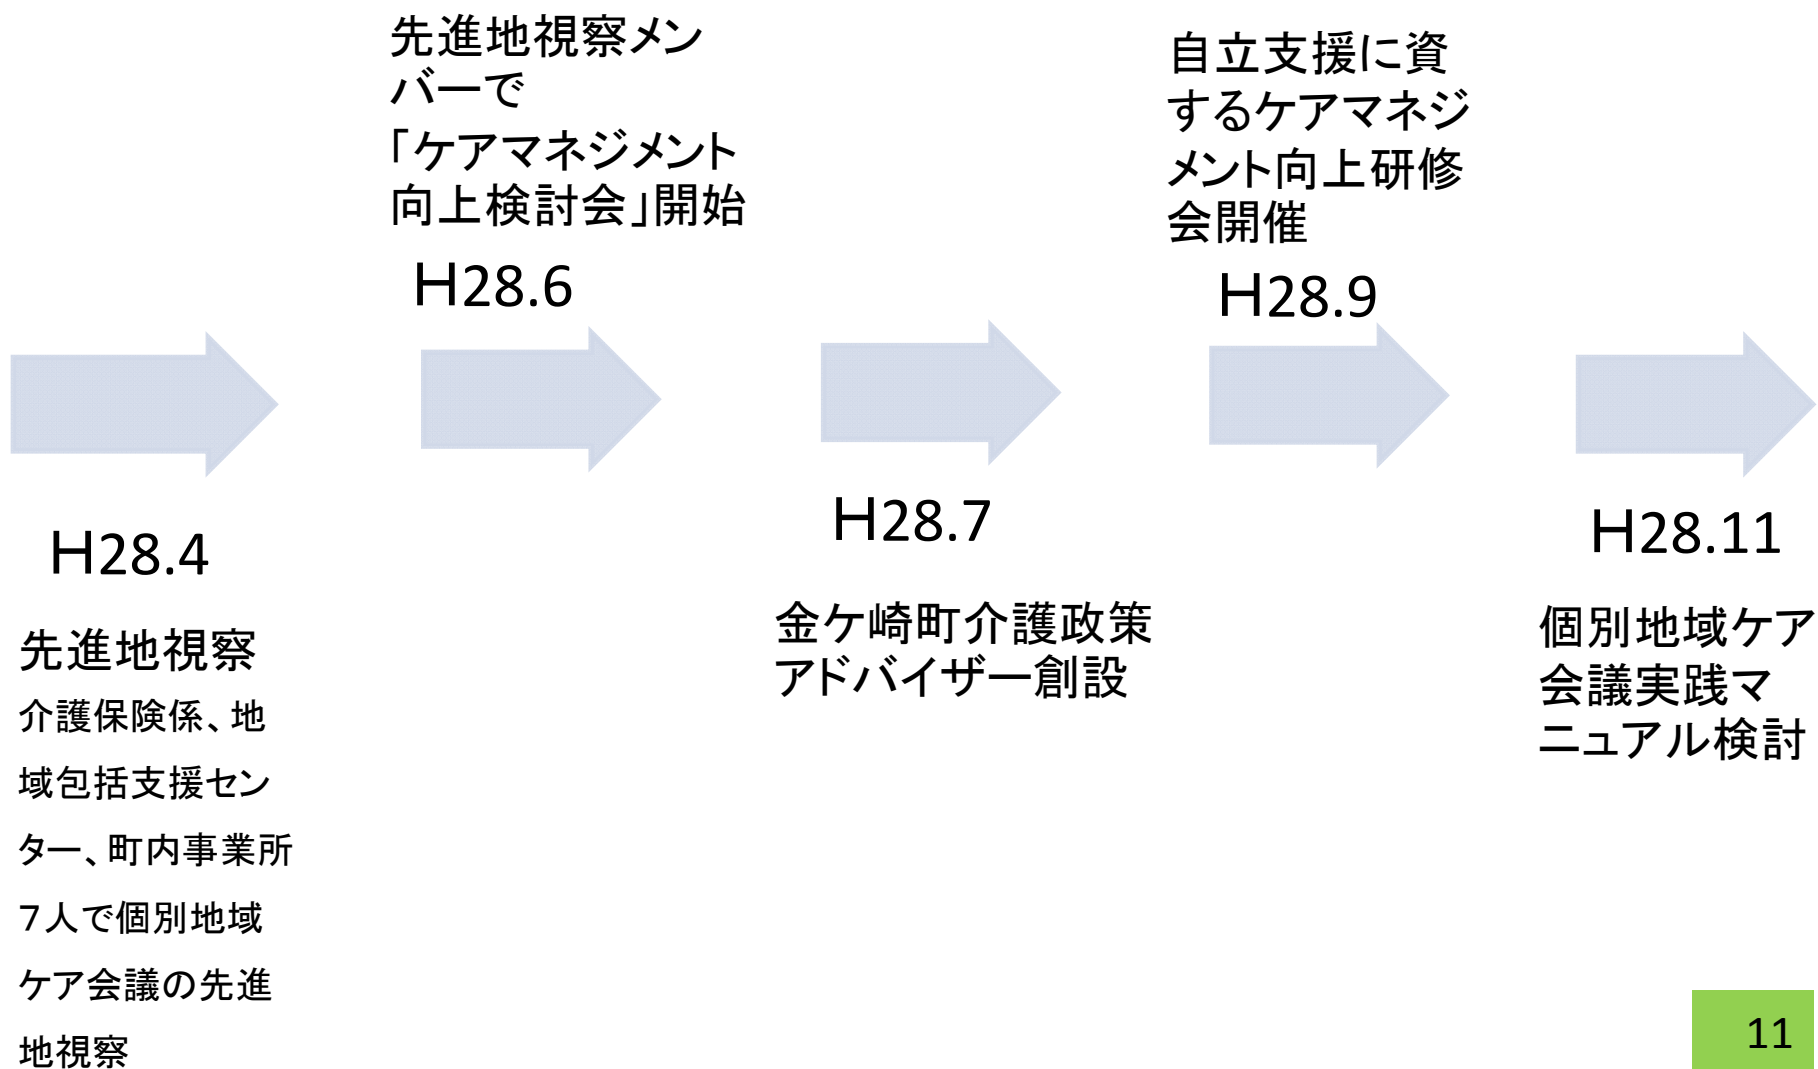 先進地視察メン
バーで
「ケアマネジメント
向上検討会」開始
H28.6
自立支援に資
するケアマネジ
メント向上研修
会開催
H28.9
H28.4
先進地視察
介護保険係、地
域包括支援セン
ター、町内事業所
７人で個別地域
ケア会議の先進
地視察
H28.7
金ケ崎町介護政策
アドバイザー創設
H28.11
個別地域ケア
会議実践マ
ニュアル検討
11